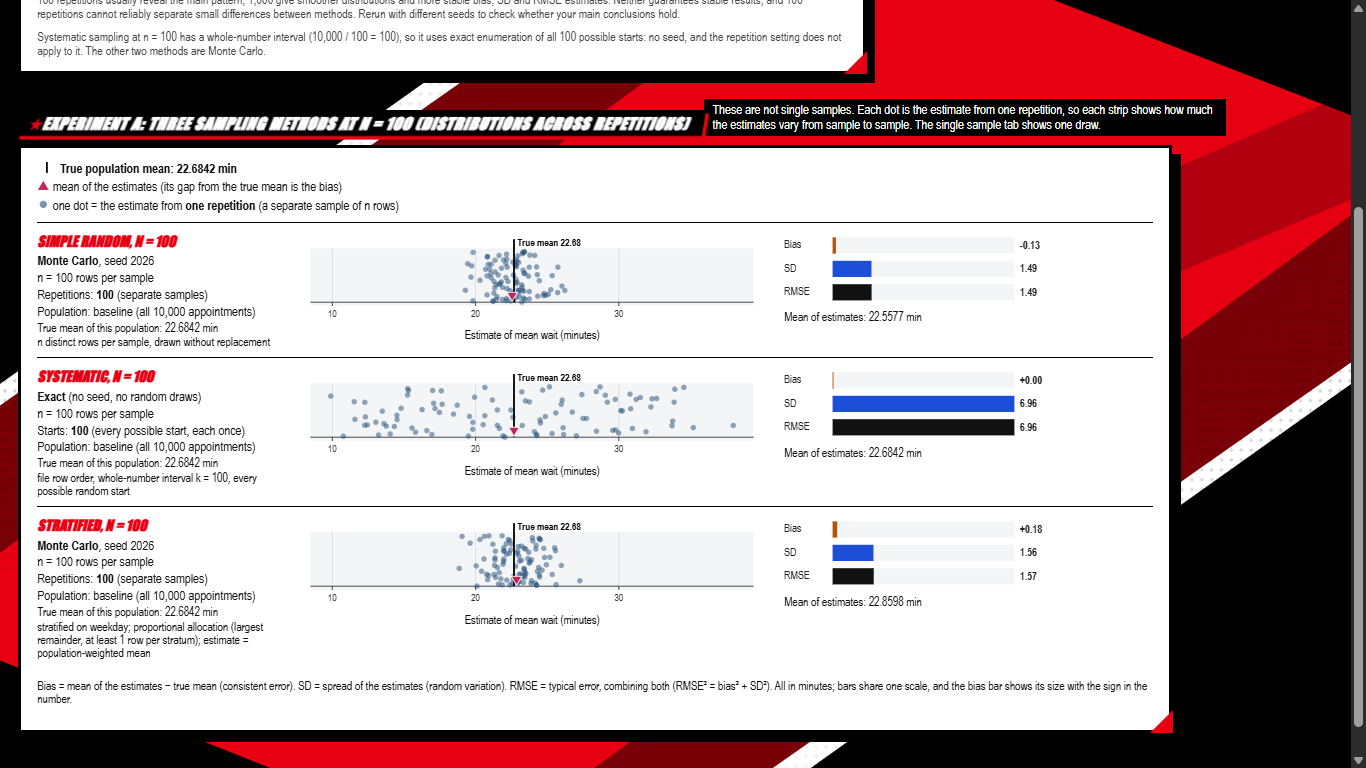 100 repetitions usually reveal the main pattern; 1,000 give smoother distributions and more stable bias, SD and RMSE estimates. Neither guarantees stable results, and 100
repetitions cannot reliably separate small differences between methods. Rerun with different seeds to check whether your main conclusions hold.
Systematic sampling at n = 100 has a whole-number interval (10,000 / 100 = 100), so it uses exact enumeration of all 100 possible starts: no seed, and the repetition setting does not
apply to it. The other two methods are Monte Carlo.
★EXPERIMENT A: THREE SAMPLING METHODS AT N = 100 (DISTRIBUTIONS ACROSS REPETITIONS)
These are not single samples. Each dot is the estimate from one repetition, so each strip shows how much
the estimates vary from sample to sample. The single sample tab shows one draw.
True population mean: 22.6842 min
mean of the estimates (its gap from the true mean is the bias)
one dot = the estimate from one repetition (a separate sample of n rows)
SIMPLE RANDOM, N = 100
Monte Carlo, seed 2026
n = 100 rows per sample
Repetitions: 100 (separate samples)
Population: baseline (all 10,000 appointments)
True mean of this population: 22.6842 min
n distinct rows per sample, drawn without replacement
True mean 22.68
10 20 30
Estimate of mean wait (minutes)
Bias -0.13
SD 1.49
RMSE 1.49
Mean of estimates: 22.5577 min
SYSTEMATIC, N = 100
Exact (no seed, no random draws)
n = 100 rows per sample
Starts: 100 (every possible start, each once)
Population: baseline (all 10,000 appointments)
True mean of this population: 22.6842 min
file row order, whole-number interval k = 100, every
possible random start
True mean 22.68
10 20 30
Estimate of mean wait (minutes)
Bias +0.00
SD 6.96
RMSE 6.96
Mean of estimates: 22.6842 min
STRATIFIED, N = 100
Monte Carlo, seed 2026
n = 100 rows per sample
Repetitions: 100 (separate samples)
Population: baseline (all 10,000 appointments)
True mean of this population: 22.6842 min
stratified on weekday; proportional allocation (largest
remainder, at least 1 row per stratum); estimate =
population-weighted mean
True mean 22.68
10 20 30
Estimate of mean wait (minutes)
Bias +0.18
SD 1.56
RMSE 1.57
Mean of estimates: 22.8598 min
Bias = mean of the estimates − true mean (consistent error). SD = spread of the estimates (random variation). RMSE = typical error, combining both (RMSE² = bias² + SD²). All in minutes; bars share one scale, and the bias bar shows its size with the sign in the
number.